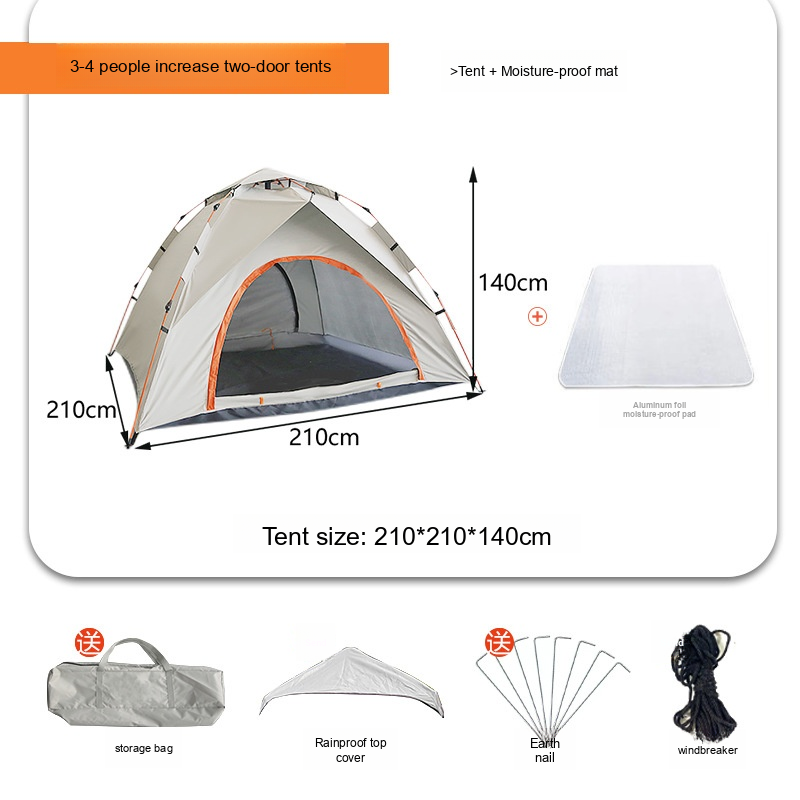 3-4 people increase two-door tents
>Tent + Moisture-proof mat
140cm
210cm
210cm
Aluminum foil
moisture-proof pad
Tent size: 210*210*140cm
送
送
storage bag
Rainproof top
cover
Earth
nail
windbreaker